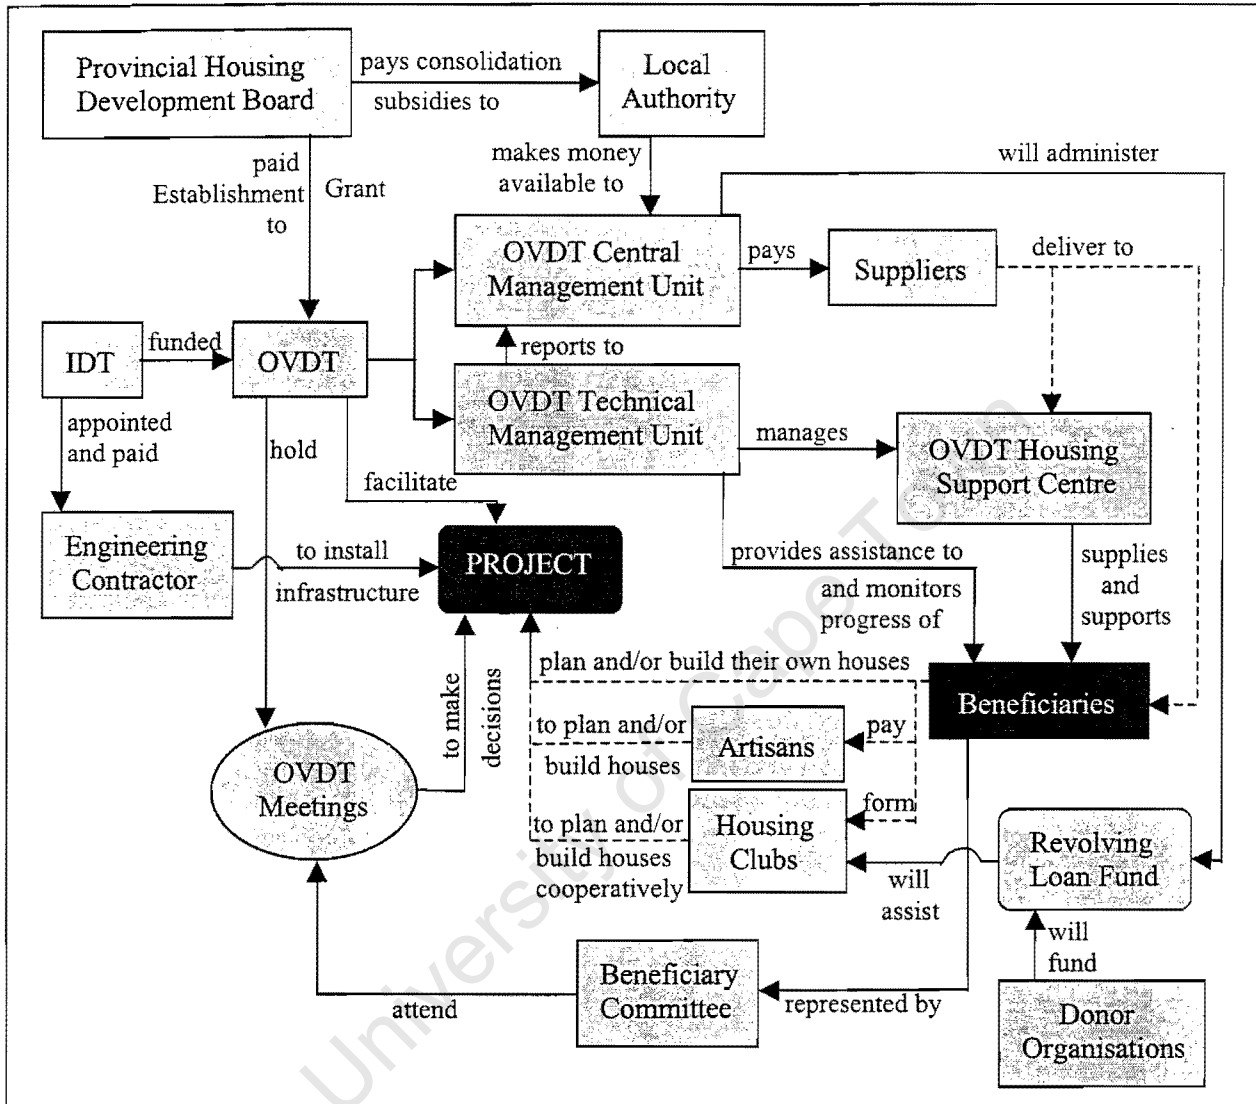 Provincial Housing
Development Board
pays consolidation
subsidies to
Local
Authority
paid
Establishment
to
Grant
makes money
available to
will administer
OVDT Central
Management Unit
pays
Suppliers
deliver to
IDT
funded
OVDT
reports to
OVDT Technical
Management Unit
manages
OVDT Housing
Support Centre
appointed
and paid
hold
facilitate
Engineering
Contractor
to install
infrastructure
PROJECT
provides assistance to
and monitors
progress of
supplies
and
supports
to make
decisions
plan and/or build their own houses
Beneficiaries
to plan and/or
build houses
Artisans
pay
OVDT
Meetings
to plan and/or
build houses
cooperatively
Housing
Clubs
form
will
assist
Revolving
Loan Fund
will
fund
attend
Beneficiary
Committee
represented by
Donor
Organisations
University of Cape Town